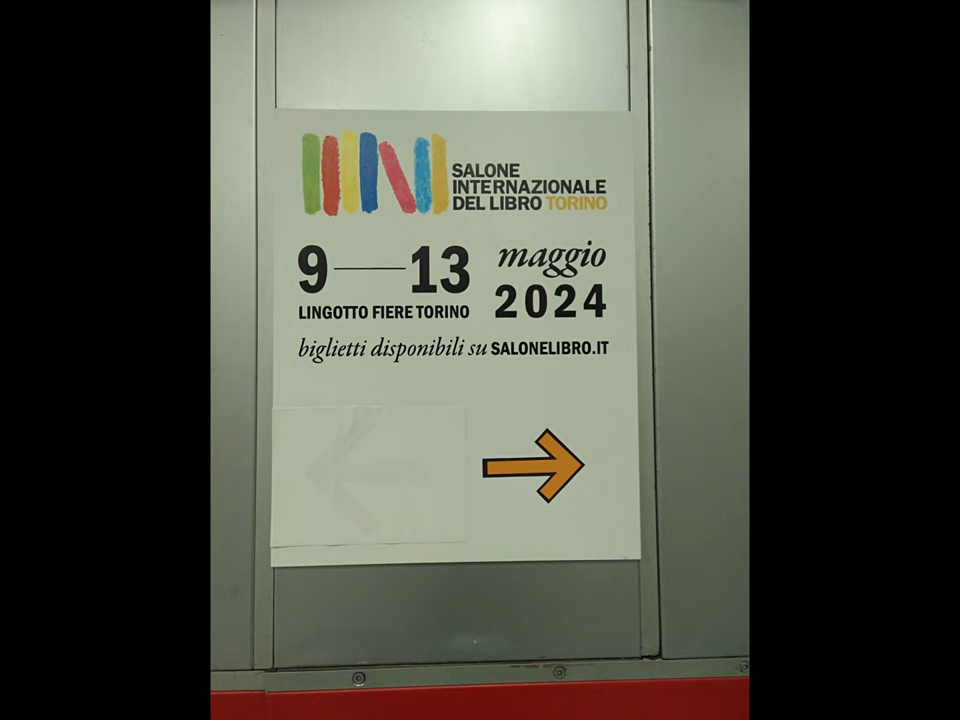 SALONE
INTERNAZIONALE
DEL LIBRO TORINO
9—13 maggio
LINGOTTO FIERE TORINO 2024
biglietti disponibili su SALONELIBRO.IT